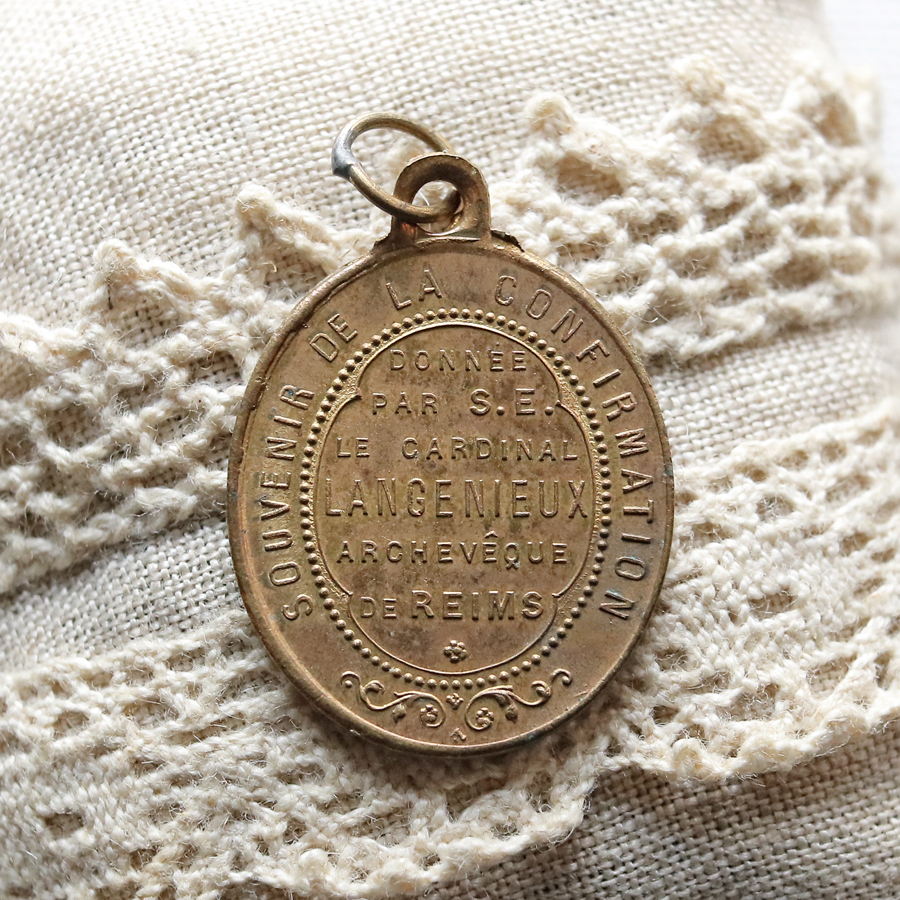 SOUVENIR DE LA CONFIRMATION
DONNÉE
PAR S.E.
LE CARDINAL
LANGENIEUX
ARCHEVÊQUE
DE REIMS